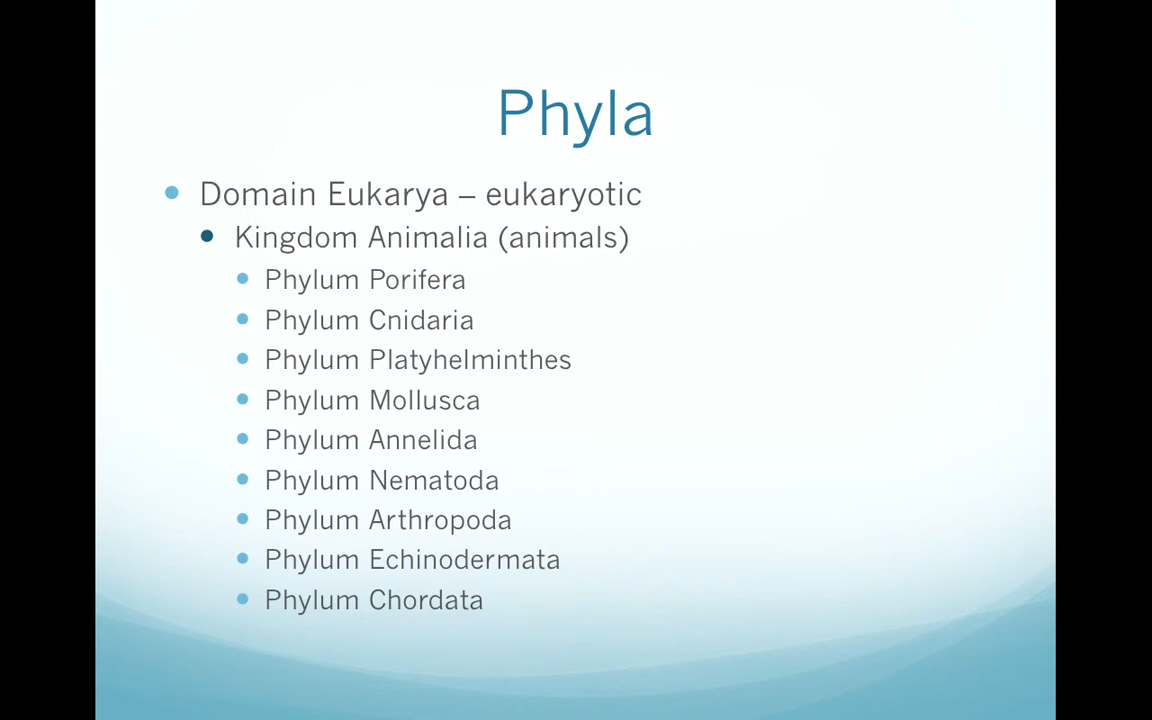 Phyla
Domain Eukarya – eukaryotic
Kingdom Animalia (animals)
Phylum Porifera
Phylum Cnidaria
Phylum Platyhelminthes
Phylum Mollusca
Phylum Annelida
Phylum Nematoda
Phylum Arthropoda
Phylum Echinodermata
Phylum Chordata